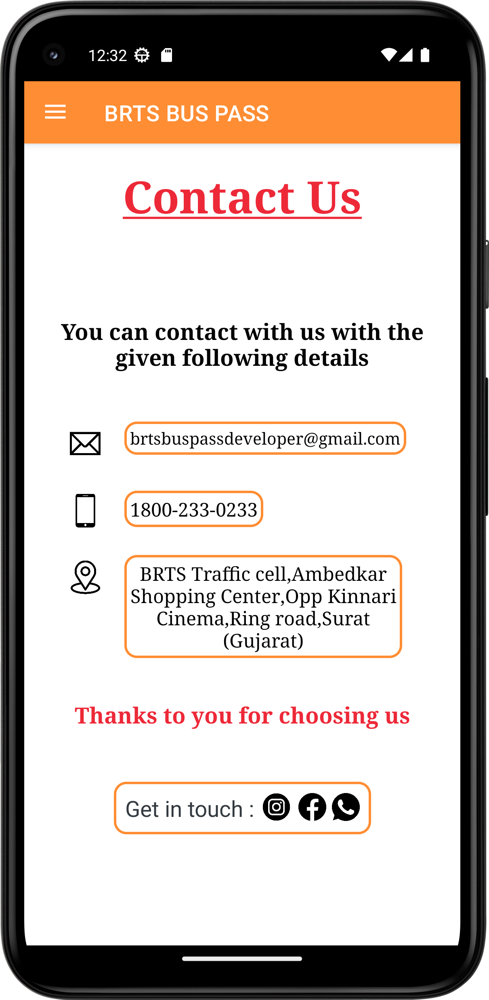 12:32
BRTS BUS PASS
Contact Us
You can contact with us with the
given following details
brtsbuspassdeveloper@gmail.com
1800-233-0233
BRTS Traffic cell,Ambedkar
Shopping Center,Opp Kinnari
Cinema,Ring road,Surat
(Gujarat)
Thanks to you for choosing us
Get in touch :